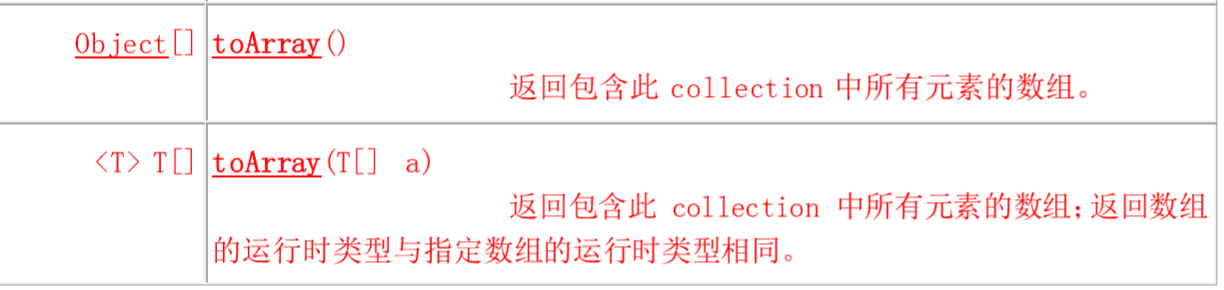 Object[] toArray()
返回包含此 collection 中所有元素的数组。
<T> T[] toArray(T[] a)
返回包含此 collection 中所有元素的数组;返回数组
的运行时类型与指定数组的运行时类型相同。